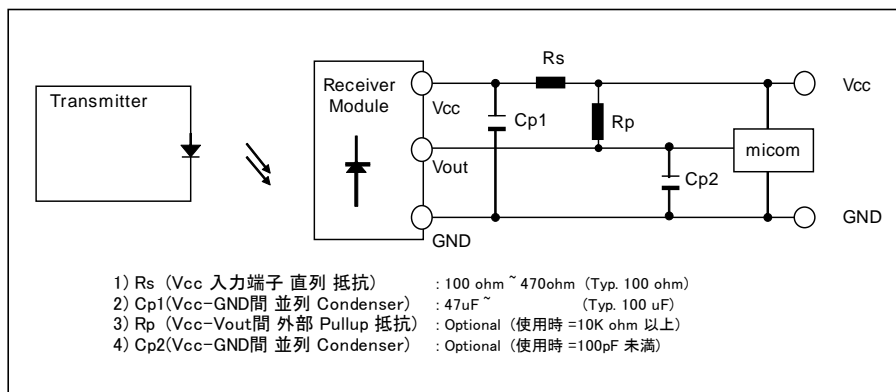 Transmitter
Receiver
Module
Vcc
Vout
GND
Cp1
Rs
Rp
Cp2
micom
Vcc
GND
1) Rs (Vcc 入力端子 直列 抵抗) : 100 ohm ~ 470ohm (Typ. 100 ohm)
2) Cp1(Vcc-GND間 並列 Condenser) : 47uF ~ (Typ. 100 uF)
3) Rp (Vcc-Vout間 外部 Pullup 抵抗) : Optional (使用時 =10K ohm 以上)
4) Cp2(Vcc-GND間 並列 Condenser) : Optional (使用時 =100pF 未満)